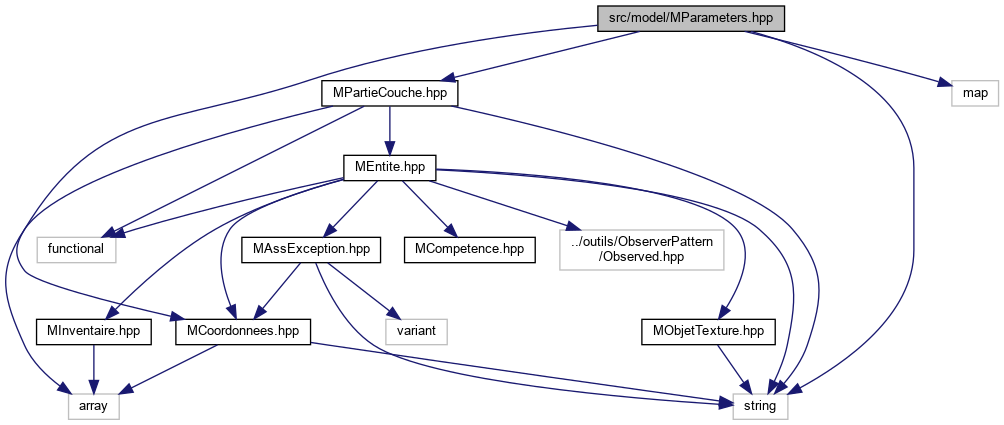 src/model/MParameters.hpp
MPartieCouche.hpp
map
MEntite.hpp
functional
MAssException.hpp
MCompetence.hpp
../outils/ObserverPattern
/Observed.hpp
MInventaire.hpp
MCoordonnees.hpp
variant
MObjetTexture.hpp
array
string